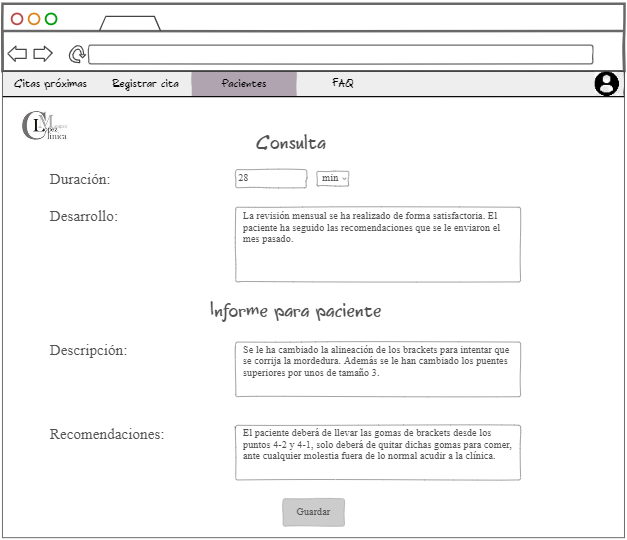 Citas próximas Registrar cita Pacientes FAQ
Consulta
Duración: 28 min
Desarrollo: La revisión mensual se ha realizado de forma satisfactoria. El
paciente ha seguido las recomendaciones que se le enviaron el
mes pasado.
Informe para paciente
Descripción: Se le ha cambiado la alineación de los brackets para intentar que
se corrija la mordedura. Además se le han cambiado los puentes
superiores por unos de tamaño 3.
Recomendaciones: El paciente deberá de llevar las gomas de brackets desde los
puntos 4-2 y 4-1, solo deberá de quitar dichas gomas para comer,
ante cualquier molestia fuera de lo normal acudir a la clínica.
Guardar